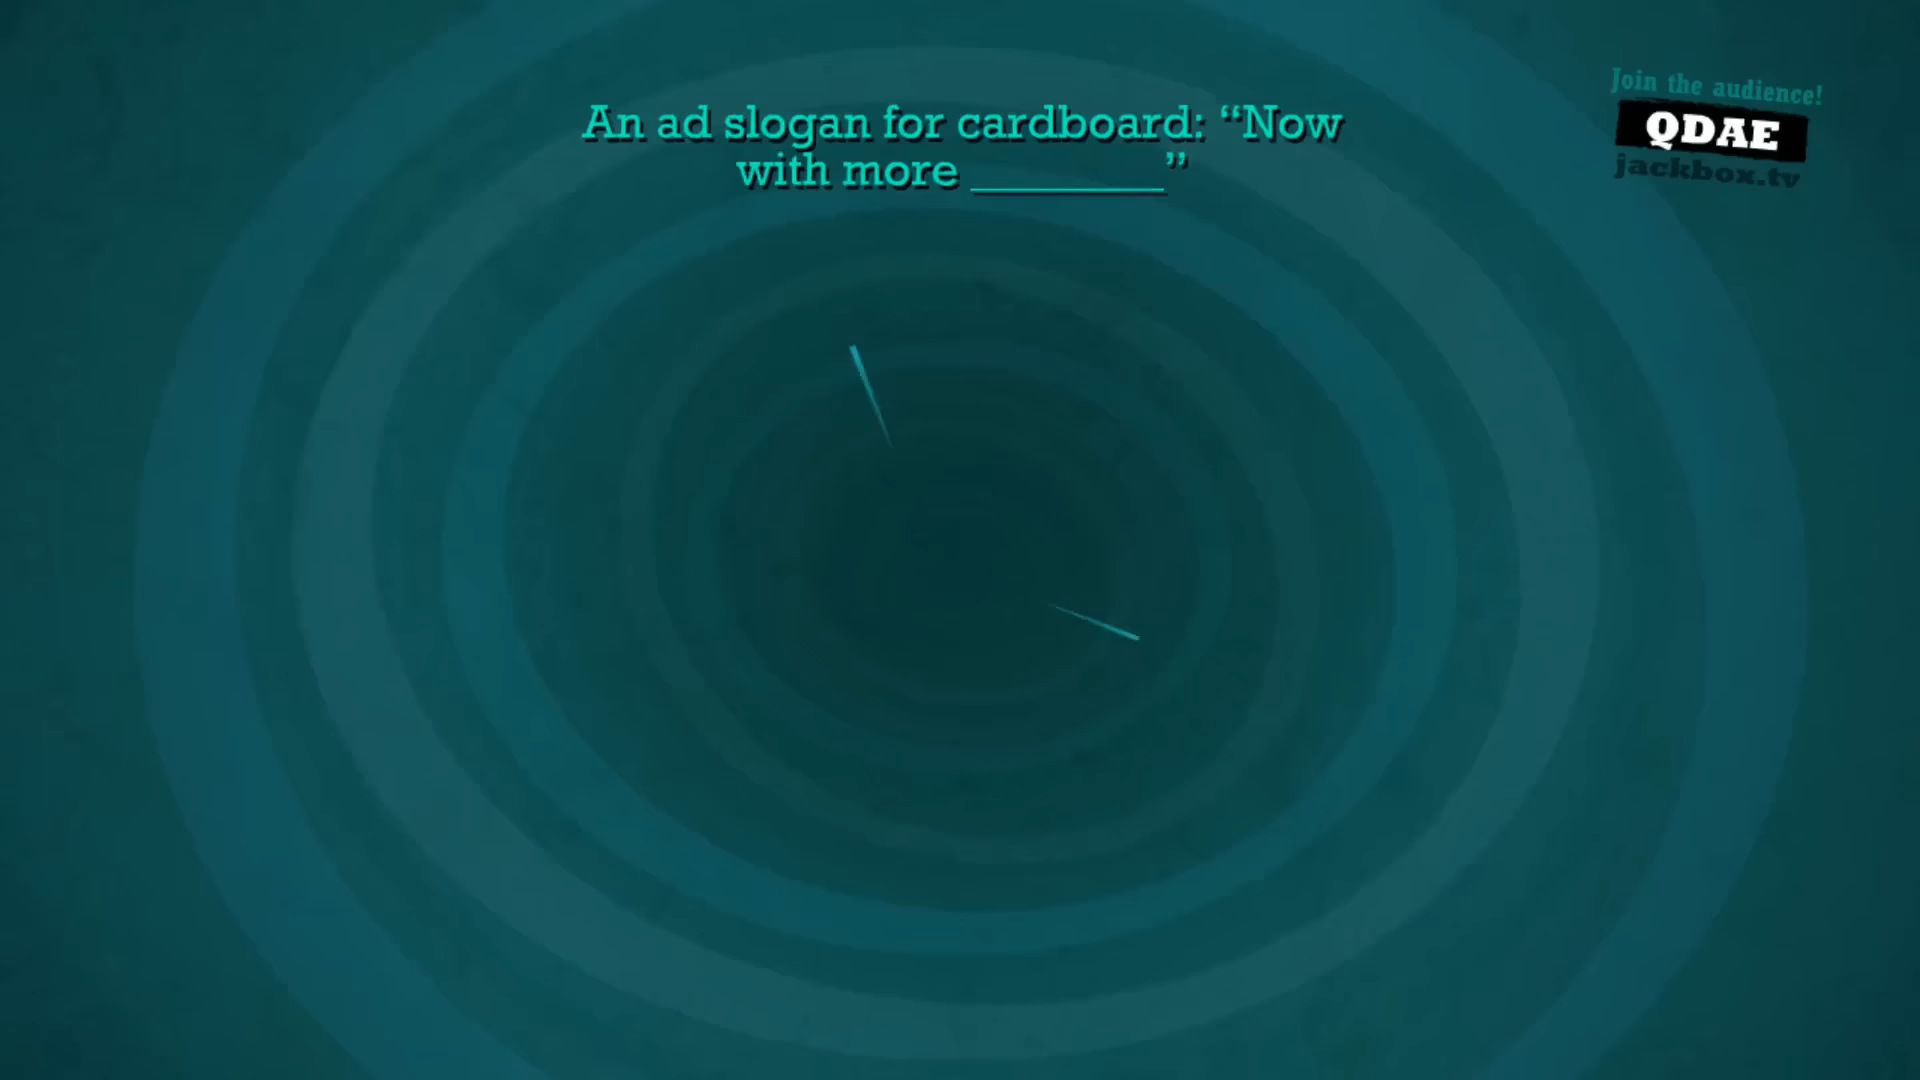 An ad slogan for cardboard: “Now
with more ________”
Join the audience!
QDAE
jackbox.tv